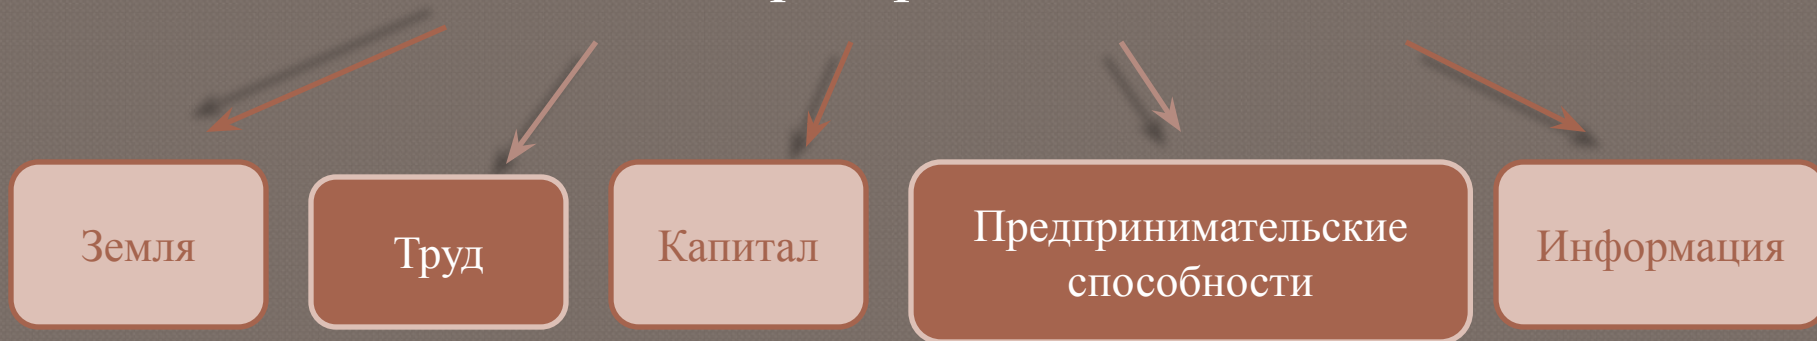 Земля
Труд
Капитал
Предпринимательские
способности
Информация